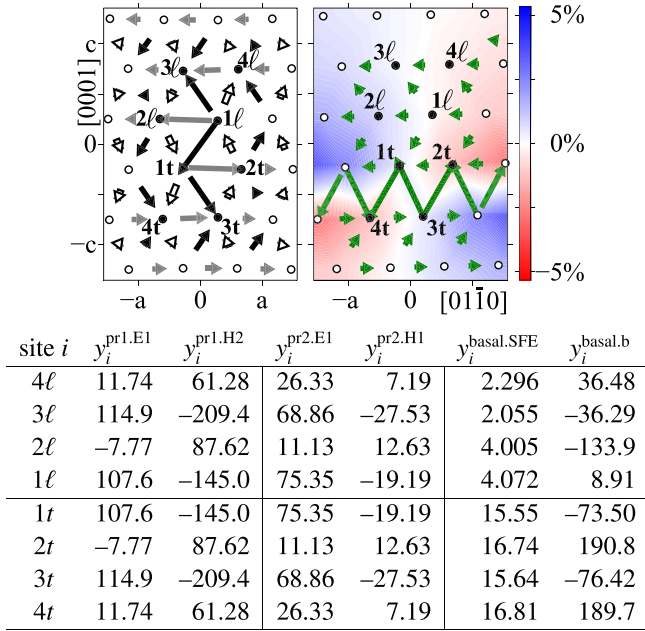 c
3ℓ
4ℓ
2ℓ
1ℓ
[0001]
0
1t
2t
4t
3t
−c
−a
0
a
3ℓ
4ℓ
2ℓ
1ℓ
1t
2t
4t
3t
−a
0
[011̄0]
5%
0%
−5%
site i y_i^pr1.E1 y_i^pr1.H2 y_i^pr2.E1 y_i^pr2.H1 y_i^basal.SFE y_i^basal.b
4ℓ 11.74 61.28 26.33 7.19 2.296 36.48
3ℓ 114.9 −209.4 68.86 −27.53 2.055 −36.29
2ℓ −7.77 87.62 11.13 12.63 4.005 −133.9
1ℓ 107.6 −145.0 75.35 −19.19 4.072 8.91
1t 107.6 −145.0 75.35 −19.19 15.55 −73.50
2t −7.77 87.62 11.13 12.63 16.74 190.8
3t 114.9 −209.4 68.86 −27.53 15.64 −76.42
4t 11.74 61.28 26.33 7.19 16.81 189.7